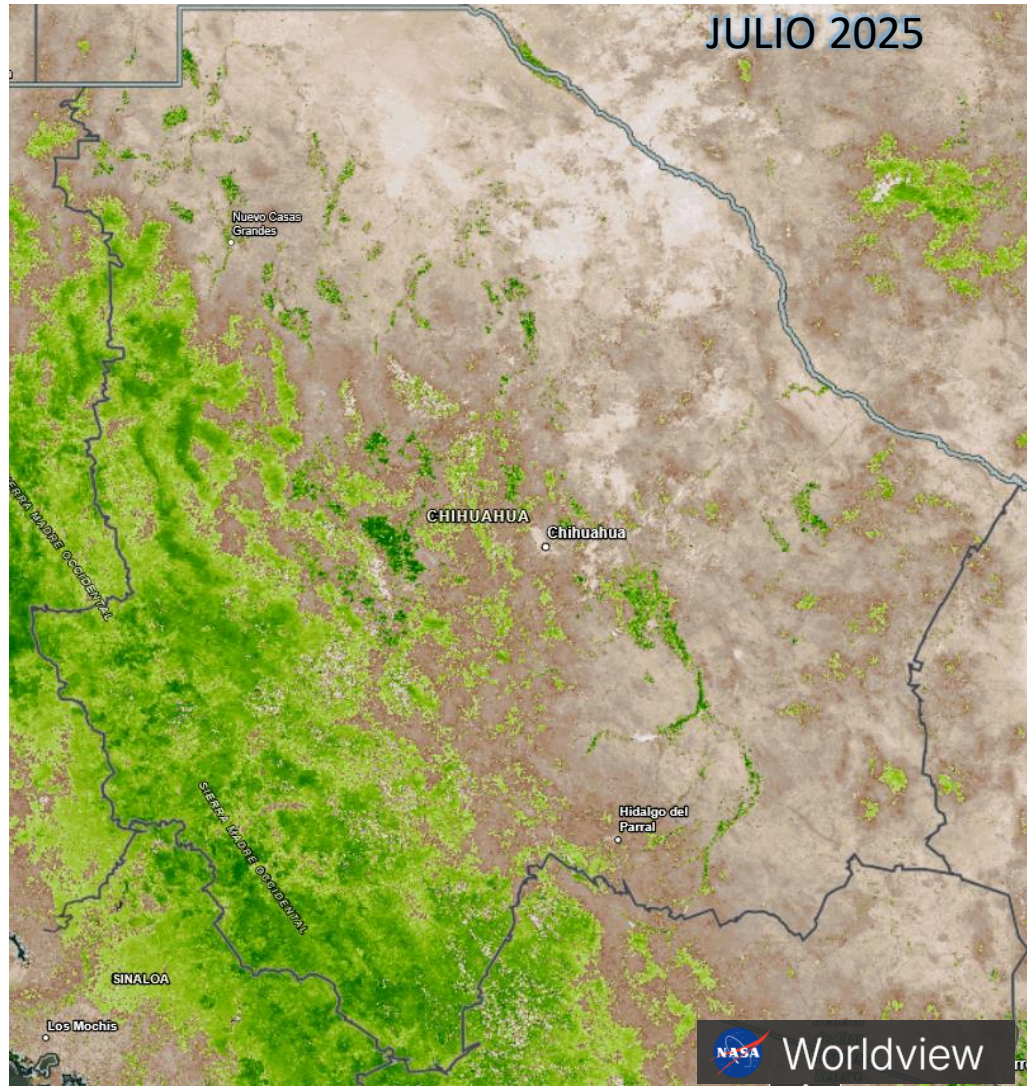 JULIO 2025
Nuevo Casas
Grandes
SIERRA MADRE OCCIDENTAL
CHIHUAHUA
Chihuahua
SIERRA MADRE OCCIDENTAL
Hidalgo del
Parral
SINALOA
Los Mochis
NASA Worldview